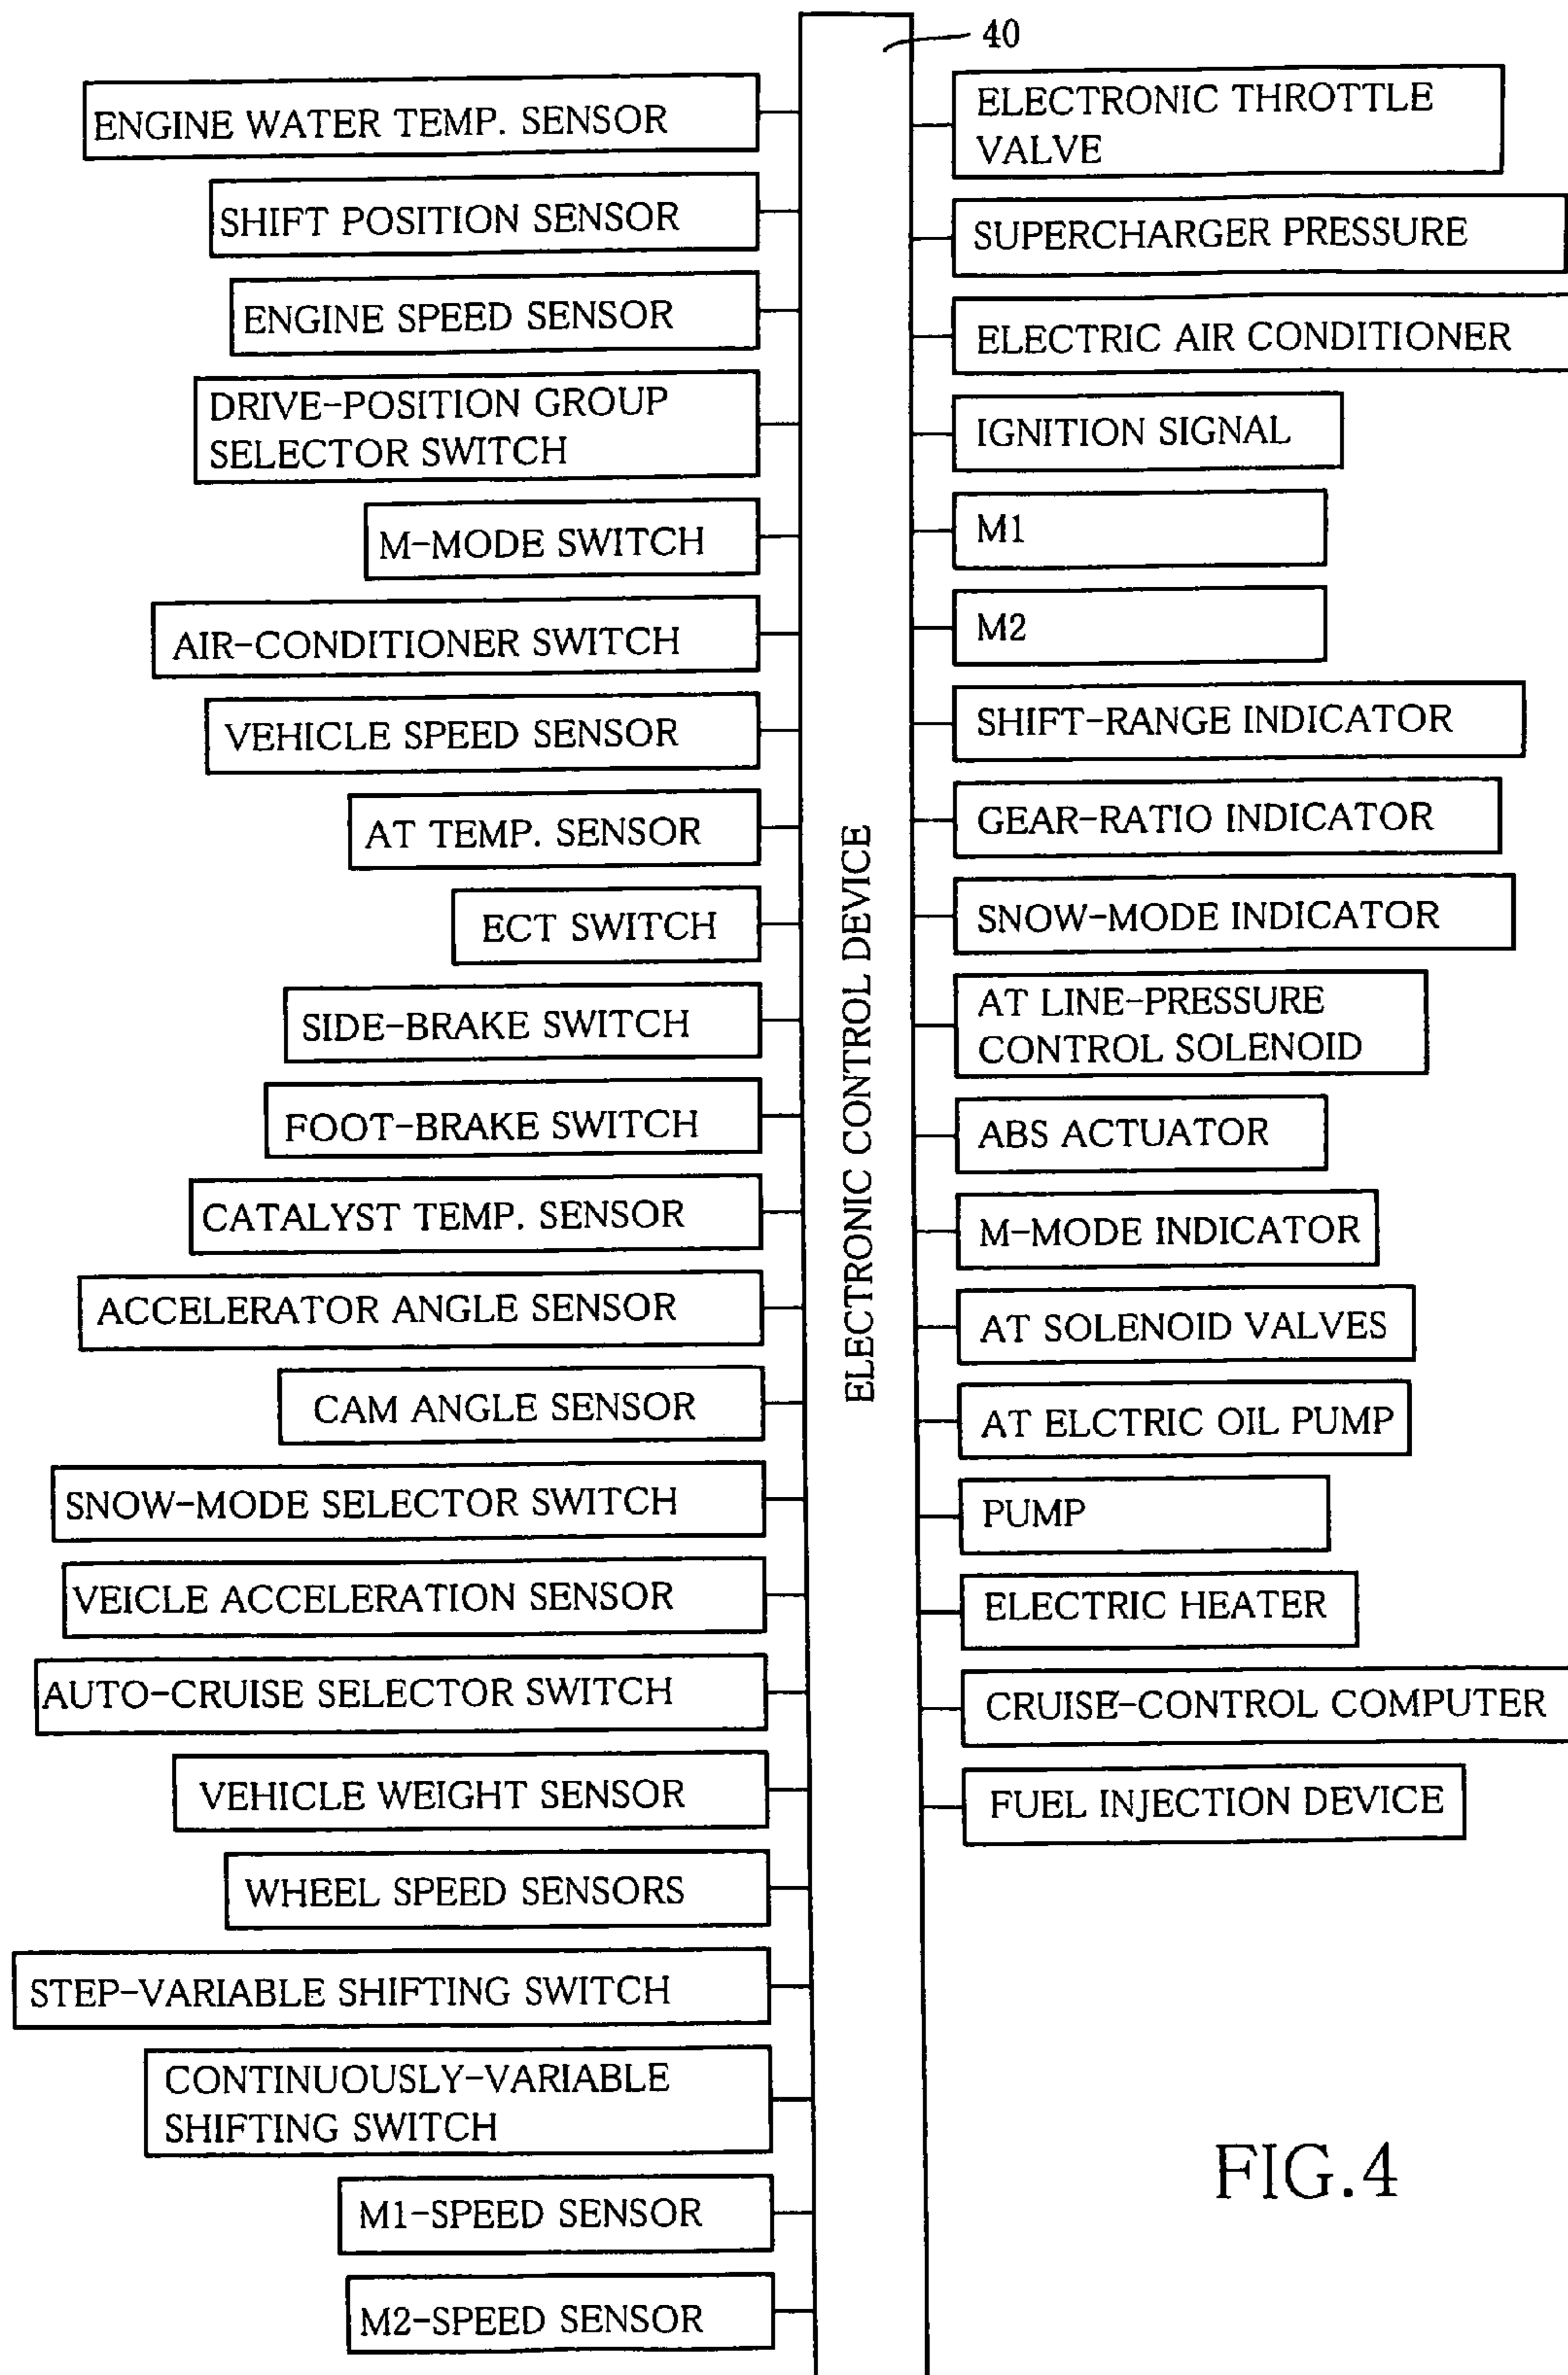 40
ENGINE WATER TEMP. SENSOR
SHIFT POSITION SENSOR
ENGINE SPEED SENSOR
DRIVE-POSITION GROUP
SELECTOR SWITCH
M-MODE SWITCH
AIR-CONDITIONER SWITCH
VEHICLE SPEED SENSOR
AT TEMP. SENSOR
ECT SWITCH
SIDE-BRAKE SWITCH
FOOT-BRAKE SWITCH
CATALYST TEMP. SENSOR
ACCELERATOR ANGLE SENSOR
CAM ANGLE SENSOR
SNOW-MODE SELECTOR SWITCH
VEICLE ACCELERATION SENSOR
AUTO-CRUISE SELECTOR SWITCH
VEHICLE WEIGHT SENSOR
WHEEL SPEED SENSORS
STEP-VARIABLE SHIFTING SWITCH
CONTINUOUSLY-VARIABLE
SHIFTING SWITCH
M1-SPEED SENSOR
M2-SPEED SENSOR
ELECTRONIC CONTROL DEVICE
ELECTRONIC THROTTLE
VALVE
SUPERCHARGER PRESSURE
ELECTRIC AIR CONDITIONER
IGNITION SIGNAL
M1
M2
SHIFT-RANGE INDICATOR
GEAR-RATIO INDICATOR
SNOW-MODE INDICATOR
AT LINE-PRESSURE
CONTROL SOLENOID
ABS ACTUATOR
M-MODE INDICATOR
AT SOLENOID VALVES
AT ELCTRIC OIL PUMP
PUMP
ELECTRIC HEATER
CRUISE-CONTROL COMPUTER
FUEL INJECTION DEVICE
FIG.4